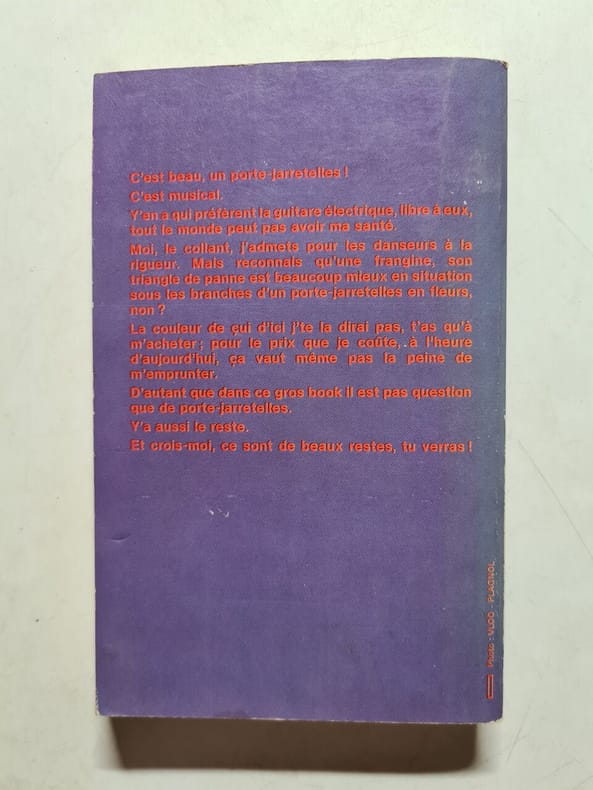 C'est beau, un porte-jarretelles !
C'est musical.
Y'en a qui préfèrent la guitare électrique, libre à eux,
tout le monde peut pas avoir ma santé.
Moi, le collant, j'admets pour les danseurs à la
rigueur. Mais reconnais qu'une frangine, son
triangle de panne est beaucoup mieux en situation
sous les branches d'un porte-jarretelles en fleurs,
non ?
La couleur de çui d'ici j'te la dirai pas, t'as qu'à
m'acheter ; pour le prix que je coûte, à l'heure
d'aujourd'hui, ça vaut même pas la peine de
m'emprunter.
D'autant que dans ce gros book il est pas question
que de porte-jarretelles.
Y'a aussi le reste.
Et crois-moi, ce sont de beaux restes, tu verras !
Photo : VLOO - PLAGNOL